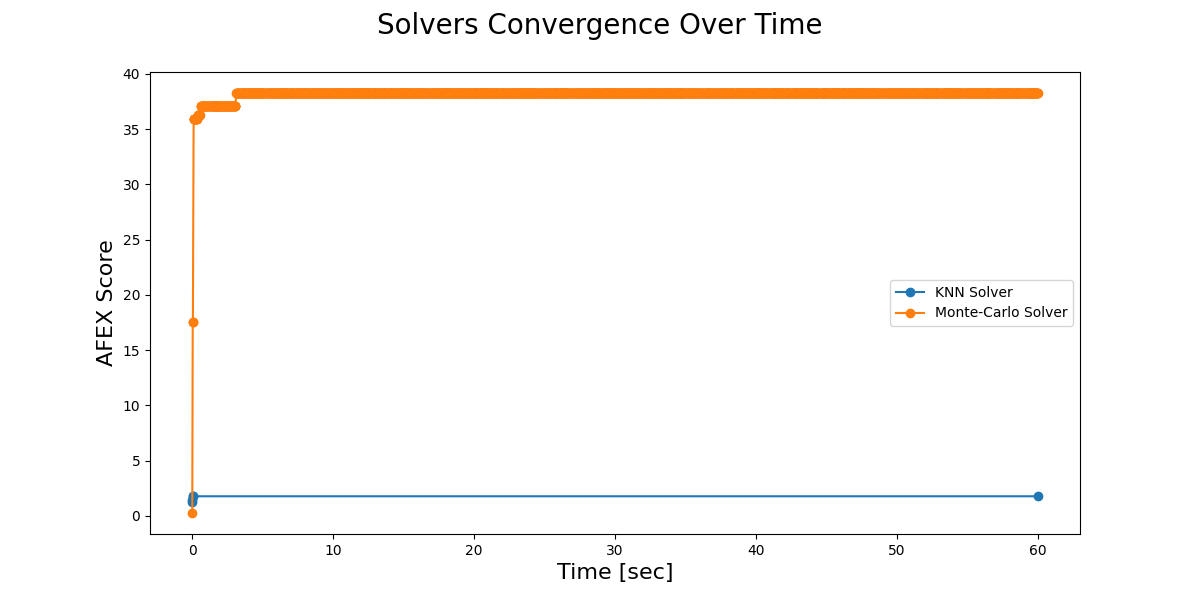 Solvers Convergence Over Time
AFEX Score
40
35
30
25
20
15
10
5
0
KNN Solver
Monte-Carlo Solver
0 10 20 30 40 50 60
Time [sec]